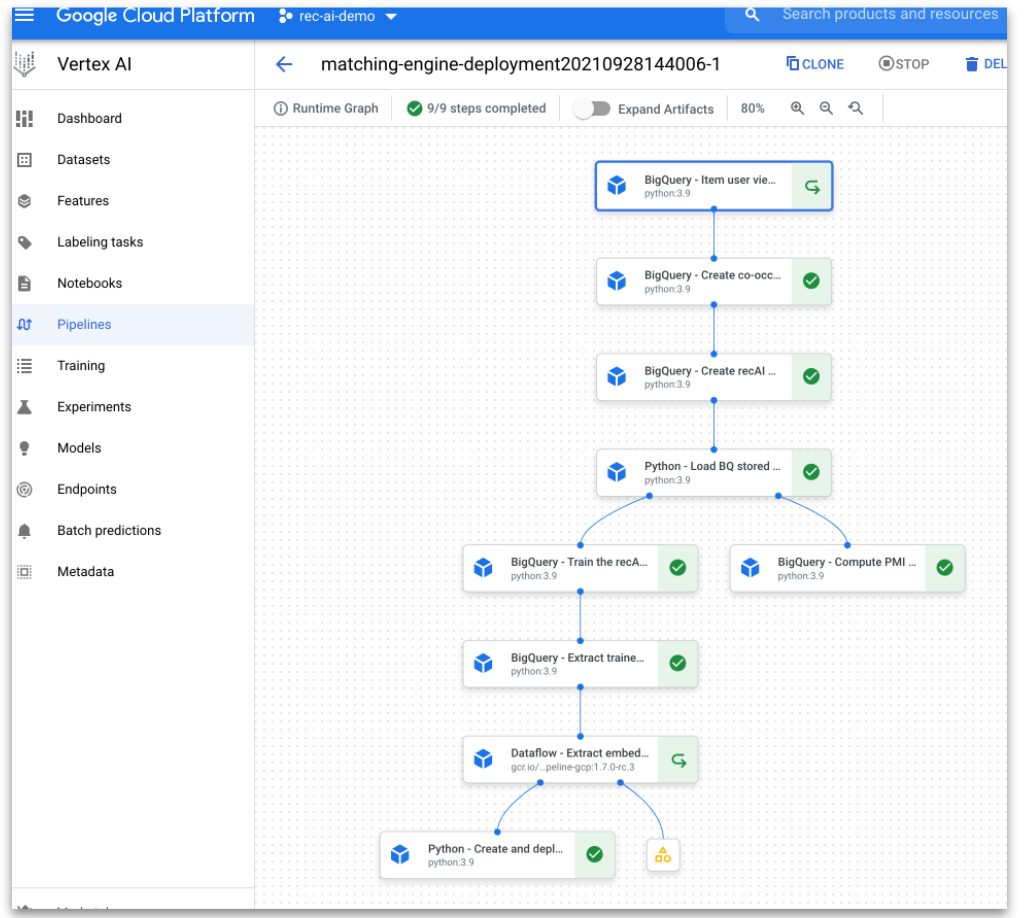 Google Cloud Platform
rec-ai-demo
Search products and resources
Vertex AI
matching-engine-deployment20210928144006-1
CLONE
STOP
DEL
Runtime Graph
9/9 steps completed
Expand Artifacts
80%
Dashboard
Datasets
Features
Labeling tasks
Notebooks
Pipelines
Training
Experiments
Models
Endpoints
Batch predictions
Metadata
BigQuery - Item user vie...
python:3.9
BigQuery - Create co-occ...
python:3.9
BigQuery - Create recAI ...
python:3.9
Python - Load BQ stored ...
python:3.9
BigQuery - Train the recA...
python:3.9
BigQuery - Compute PMI ...
python:3.9
BigQuery - Extract traine...
python:3.9
Dataflow - Extract embed...
gcr.io/...peline-gcp:1.7.0-rc.3
Python - Create and depl...
python:3.9